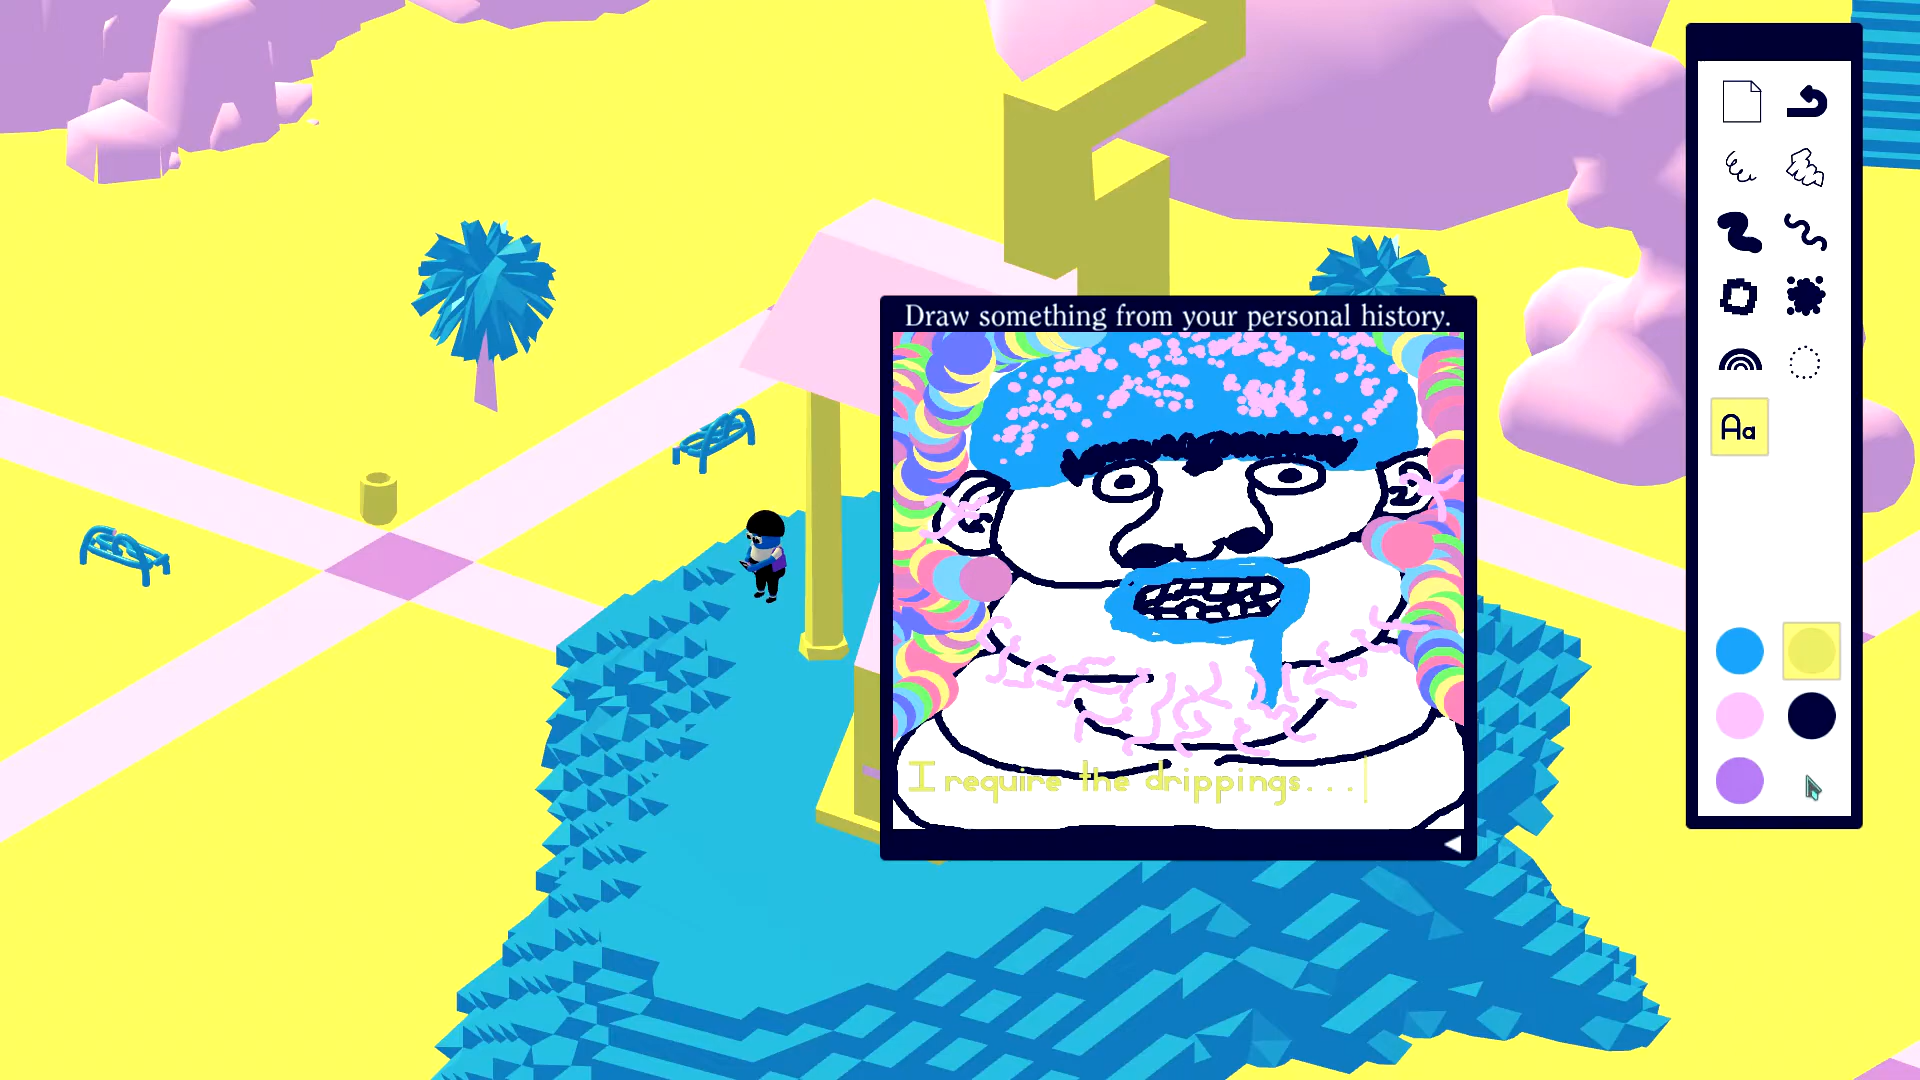 Draw something from your personal history.
I require the drippings...
Aa